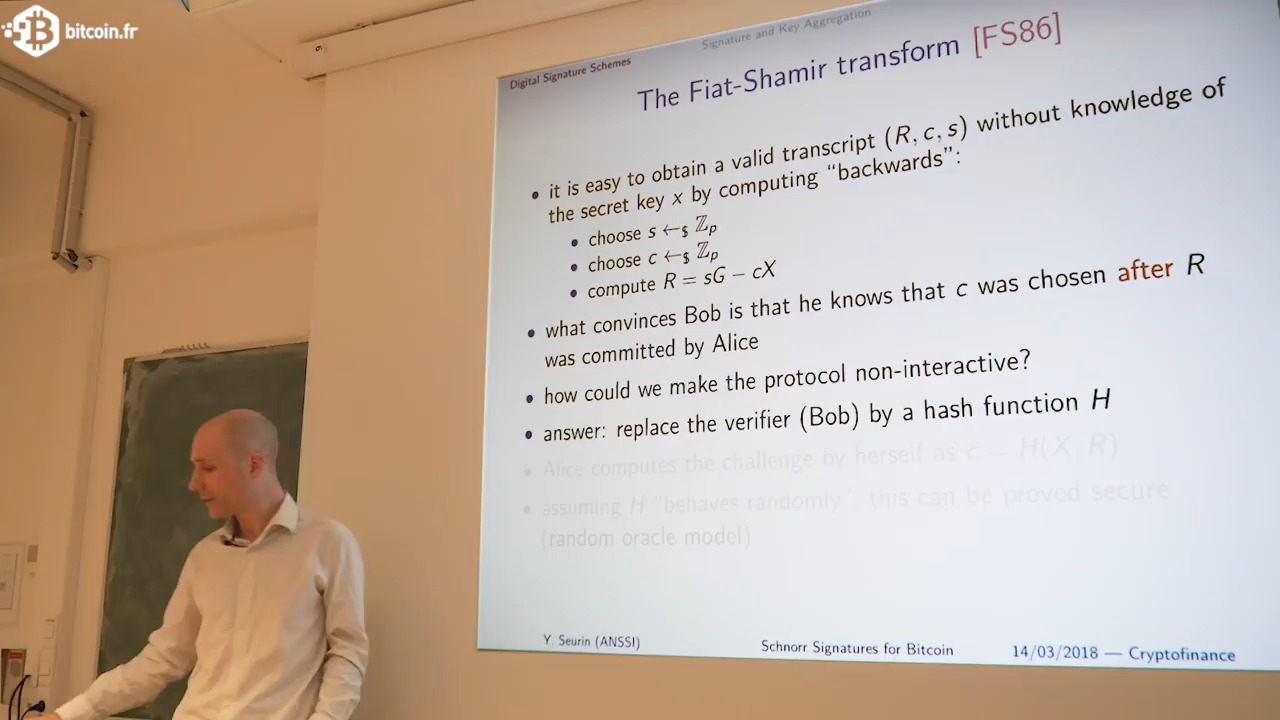 bitcoin.fr
Digital Signature Schemes
Signature and Key Aggregation
The Fiat-Shamir transform [FS86]
• it is easy to obtain a valid transcript (R, c, s) without knowledge of
the secret key x by computing “backwards”:
• choose s ←$ ℤp
• choose c ←$ ℤp
• compute R = sG − cX
• what convinces Bob is that he knows that c was chosen after R
was committed by Alice
• how could we make the protocol non-interactive?
• answer: replace the verifier (Bob) by a hash function H
• Alice computes the challenge by herself as c = H(X, R)
• assuming H “behaves randomly”, this can be proved secure
(random oracle model)
Y. Seurin (ANSSI)
Schnorr Signatures for Bitcoin
14/03/2018 — Cryptofinance